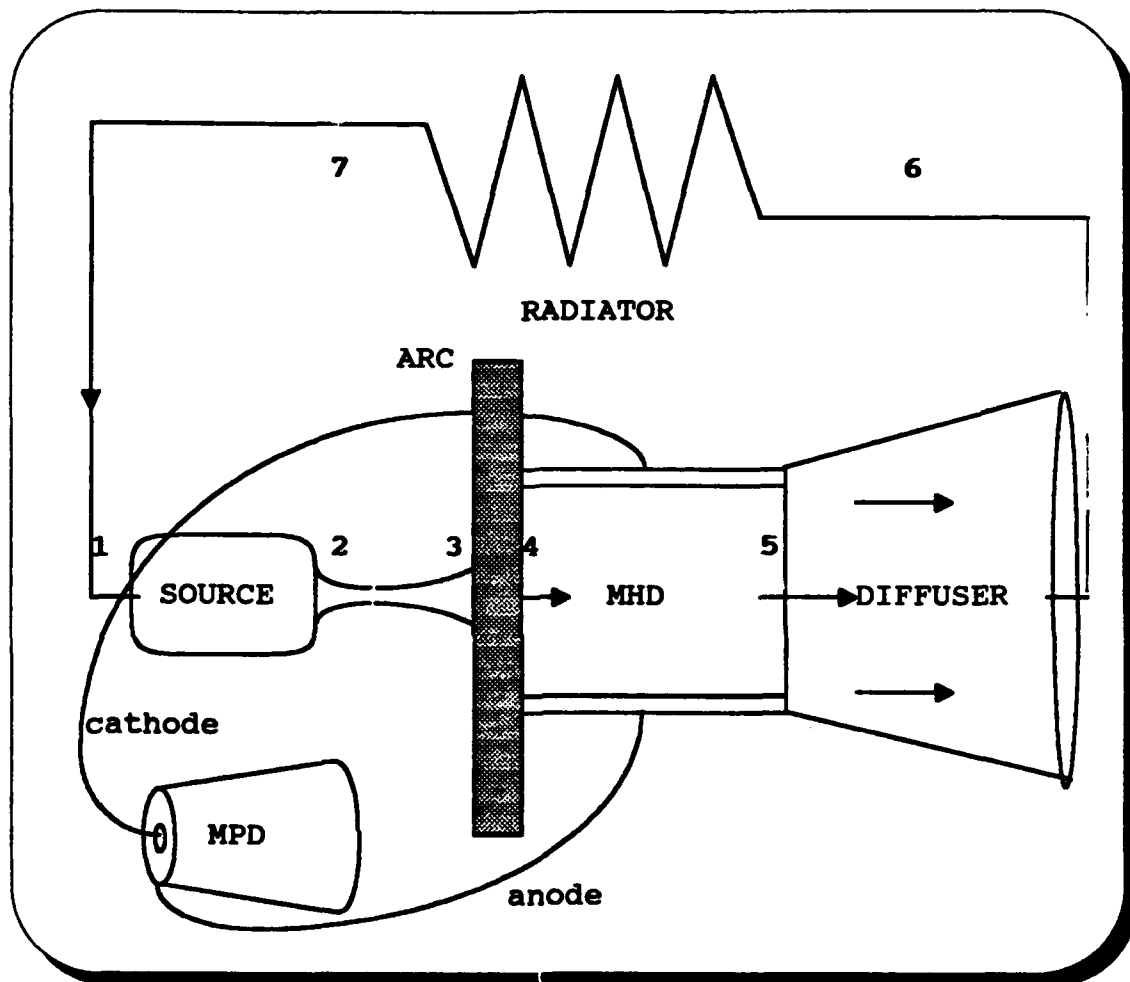 7
6
RADIATOR
ARC
1
2
3
4
5
SOURCE
MHD
DIFFUSER
cathode
MPD
anode